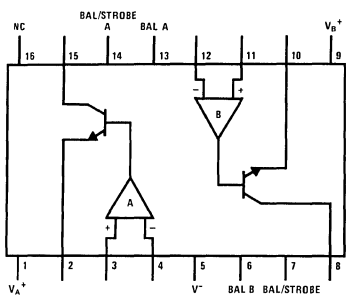 BAL/STROBE
NC A BAL A V_B+
16 15 14 13 12 11 10 9
- +
B
A
+ -
1 2 3 4 5 6 7 8
V_A+ V- BAL B BAL/STROBE